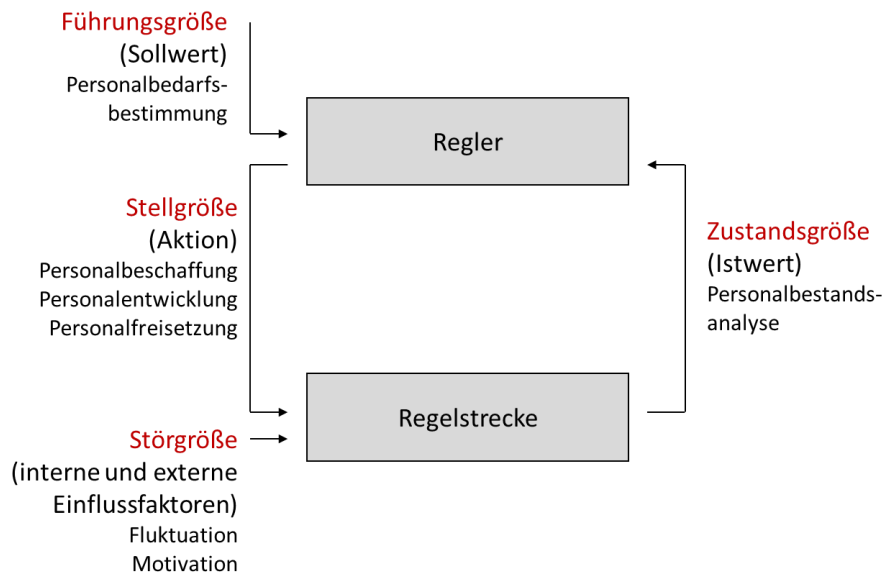 Führungsgröße
(Sollwert)
Personalbedarfs-
bestimmung
Regler
Stellgröße
(Aktion)
Personalbeschaffung
Personalentwicklung
Personalfreisetzung
Zustandsgröße
(Istwert)
Personalbestands-
analyse
Regelstrecke
Störgröße
(interne und externe
Einflussfaktoren)
Fluktuation
Motivation